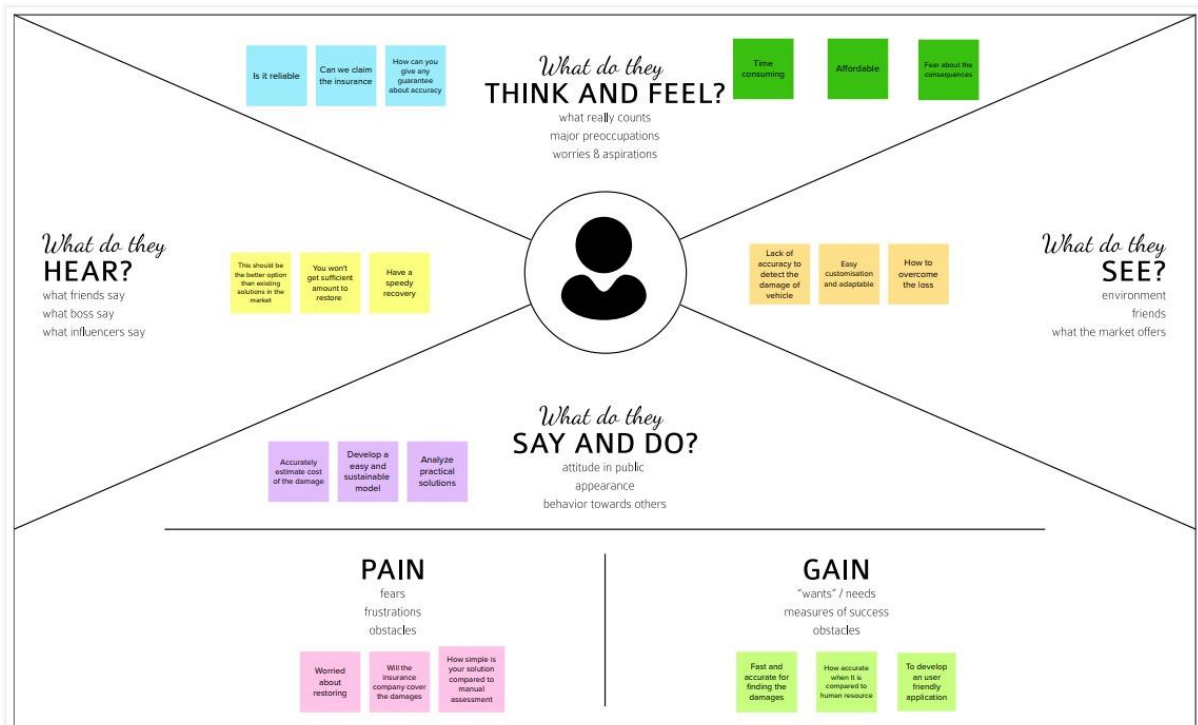 Is it reliable
Can we claim
the insurance
How can you
give any
guarantee
about accuracy
What do they
THINK AND FEEL?
what really counts
major preoccupations
worries & aspirations
Time
consuming
Affordable
Fear about the
consequences
What do they
HEAR?
what friends say
what boss say
what influencers say
This should be
the better option
than existing
solutions in the
market
You won't
get sufficient
amount to
restore
Have a
speedy
recovery
Lack of
accuracy to
detect the
damage of
vehicle
Easy
customisation
and adaptable
How to
overcome
the loss
What do they
SEE?
environment
friends
what the market offers
What do they
SAY AND DO?
attitude in public
appearance
behavior towards others
Accurately
estimate cost
of the damage
Develop a
easy and
sustainable
model
Analyze
practical
solutions
PAIN
fears
frustrations
obstacles
Worried
about
restoring
Will the
insurance
company cover
the damages
How simple is
your solution
compared to
manual
assessment
GAIN
"wants" / needs
measures of success
obstacles
Fast and
accurate for
finding the
damages
How accurate
when It is
compared to
human resource
To develop
an user
friendly
application